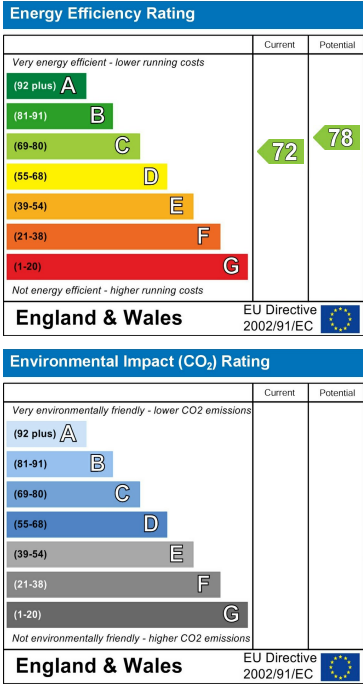 Energy Efficiency Rating
Current Potential
Very energy efficient - lower running costs
(92 plus) A
(81-91) B
(69-80) C
72 78
(55-68) D
(39-54) E
(21-38) F
(1-20) G
Not energy efficient - higher running costs
England & Wales
EU Directive
2002/91/EC
Environmental Impact (CO₂) Rating
Current Potential
Very environmentally friendly - lower CO2 emissions
(92 plus) A
(81-91) B
(69-80) C
(55-68) D
(39-54) E
(21-38) F
(1-20) G
Not environmentally friendly - higher CO2 emissions
England & Wales
EU Directive
2002/91/EC